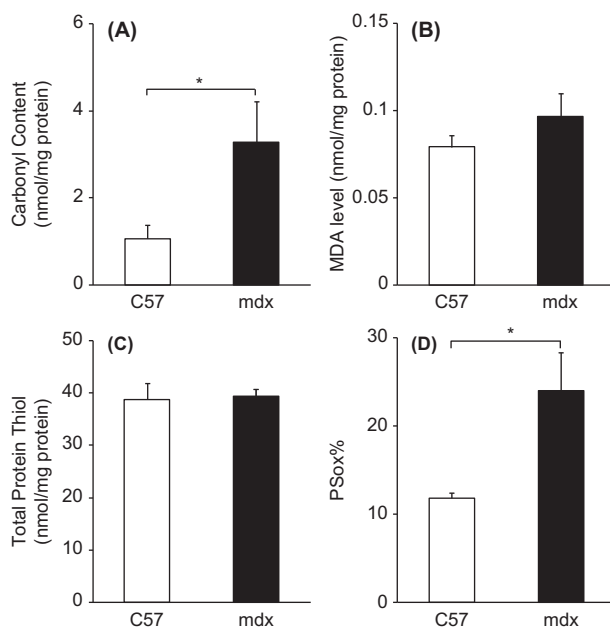 (A)
Carbonyl Content
(nmol/mg protein)
6
4
2
0
*
C57
mdx
(B)
MDA level (nmol/mg protein)
0.15
0.1
0.05
0
C57
mdx
(C)
Total Protein Thiol
(nmol/mg protein)
50
40
30
20
10
0
C57
mdx
(D)
PSox%
30
20
10
0
*
C57
mdx